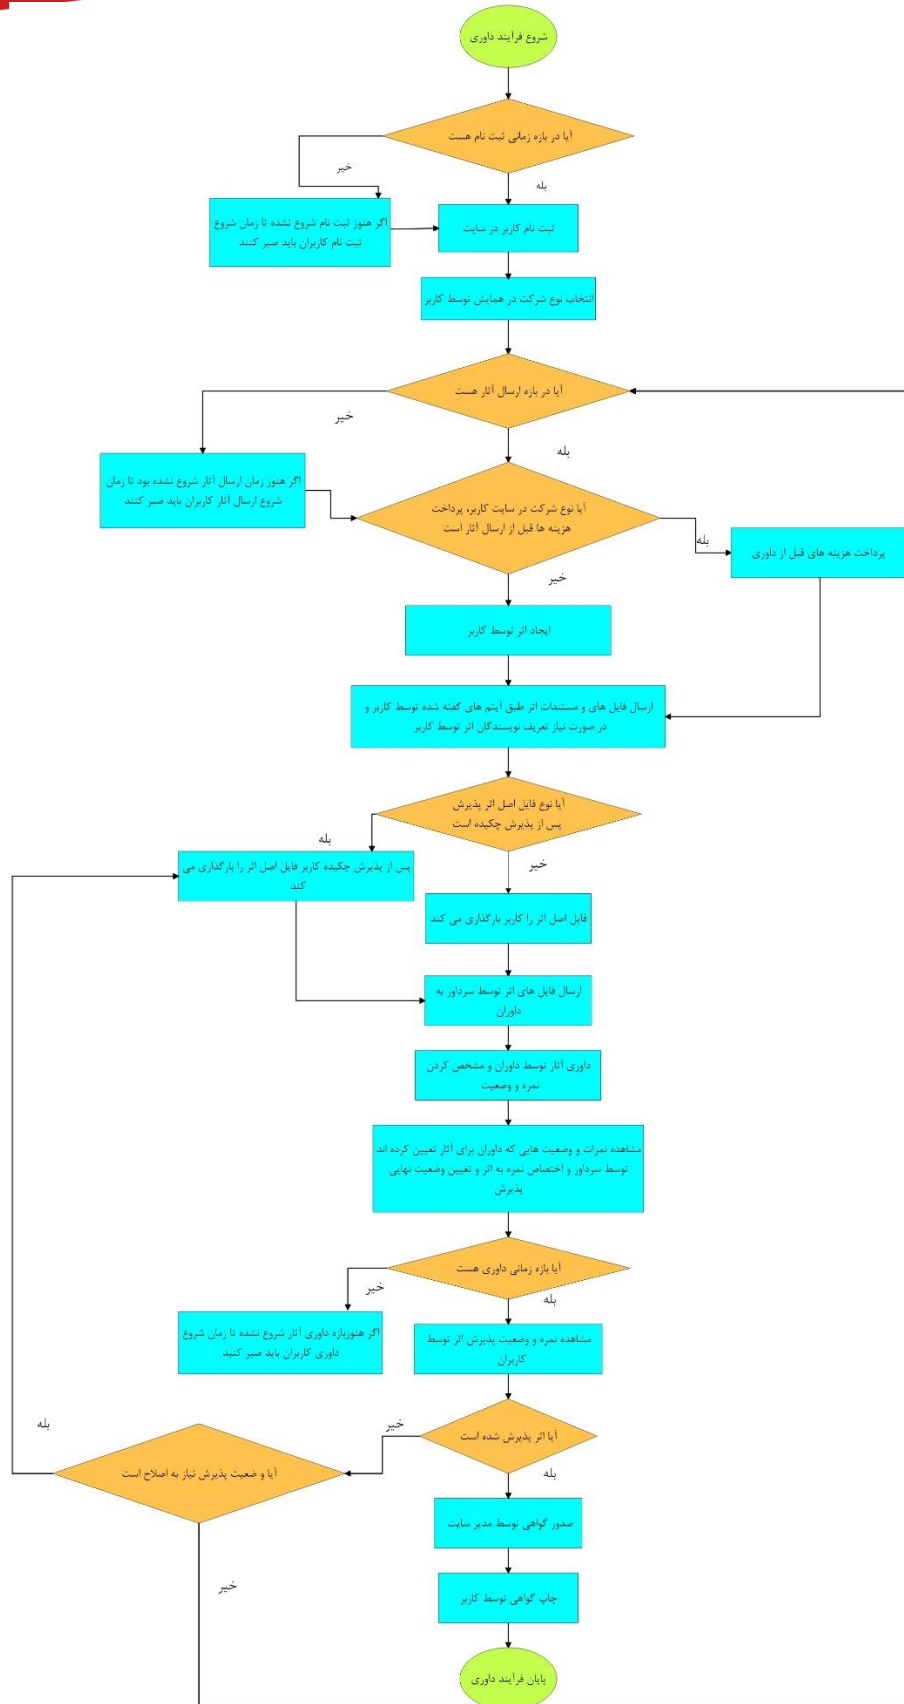 شروع فرآیند داوری
آیا در بازه زمانی ثبت نام هست
خیر
بله
اگر هنوز ثبت نام شروع نشده تا زمان شروع
ثبت نام کاربران باید صبر کنند
ثبت نام کاربر در سایت
انتخاب نوع شرکت در همایش توسط کاربر
آیا در بازه ارسال آثار هست
خیر
بله
اگر هنوز زمان ارسال آثار شروع نشده بود تا زمان
شروع ارسال آثار کاربران باید صبر کنند
آیا نوع شرکت در سایت کاربر، پرداخت
هزینه ها قبل از ارسال آثار است
بله
پرداخت هزینه های قبل از داوری
خیر
ایجاد اثر توسط کاربر
ارسال فایل های و مستندات اثر طبق آیتم های گفته شده توسط کاربر و
در صورت نیاز تعریف نویسندگان اثر توسط کاربر
آیا نوع فایل اصل اثر پذیرش
پس از پذیرش چکیده است
بله
خیر
پس از پذیرش چکیده کاربر فایل اصل اثر را بارگذاری می
کند
فایل اصل اثر را کاربر بارگذاری می کند
ارسال فایل های اثر توسط سرداور به
داوران
داوری آثار توسط داوران و مشخص کردن
نمره و وضعیت
مشاهده نمرات و وضعیت هایی که داوران برای آثار تعیین کرده اند
توسط سرداور و اختصاص نمره به اثر و تعیین وضعیت نهایی
پذیرش
آیا بازه زمانی داوری هست
خیر
بله
اگر هنوزبازه داوری آثار شروع نشده تا زمان شروع
داوری کاربران باید صبر کنید
مشاهده نمره و وضعیت پذیرش اثر توسط
کاربران
آیا اثر پذیرش شده است
خیر
بله
آیا و ضعیت پذیرش نیاز به اصلاح است
بله
خیر
صدور گواهی توسط مدیر سایت
چاپ گواهی توسط کاربر
پایان فرآیند داوری